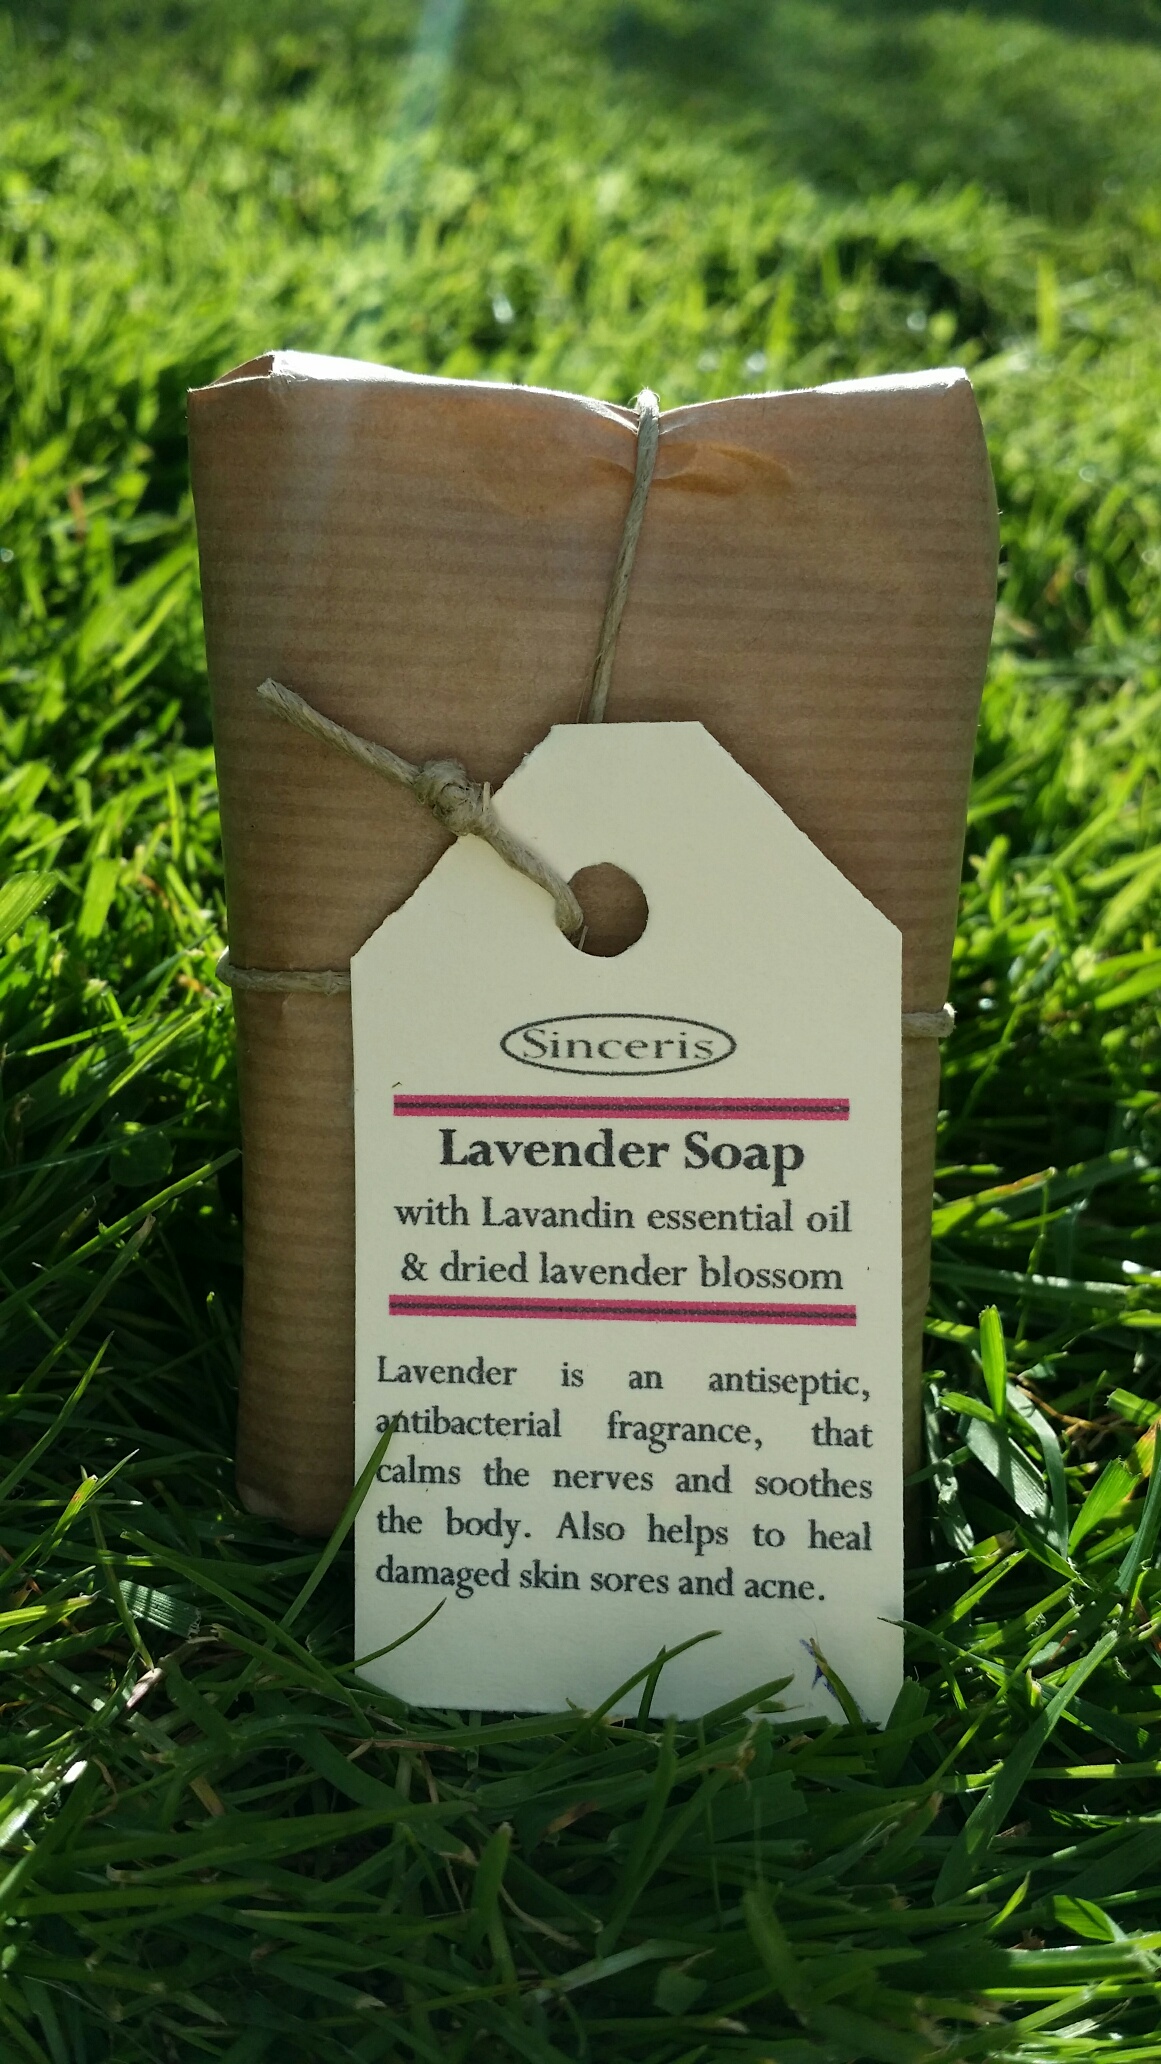 Sinceris
Lavender Soap
with Lavandin essential oil
& dried lavender blossom
Lavender is an antiseptic,
antibacterial fragrance, that
calms the nerves and soothes
the body. Also helps to heal
damaged skin sores and acne.